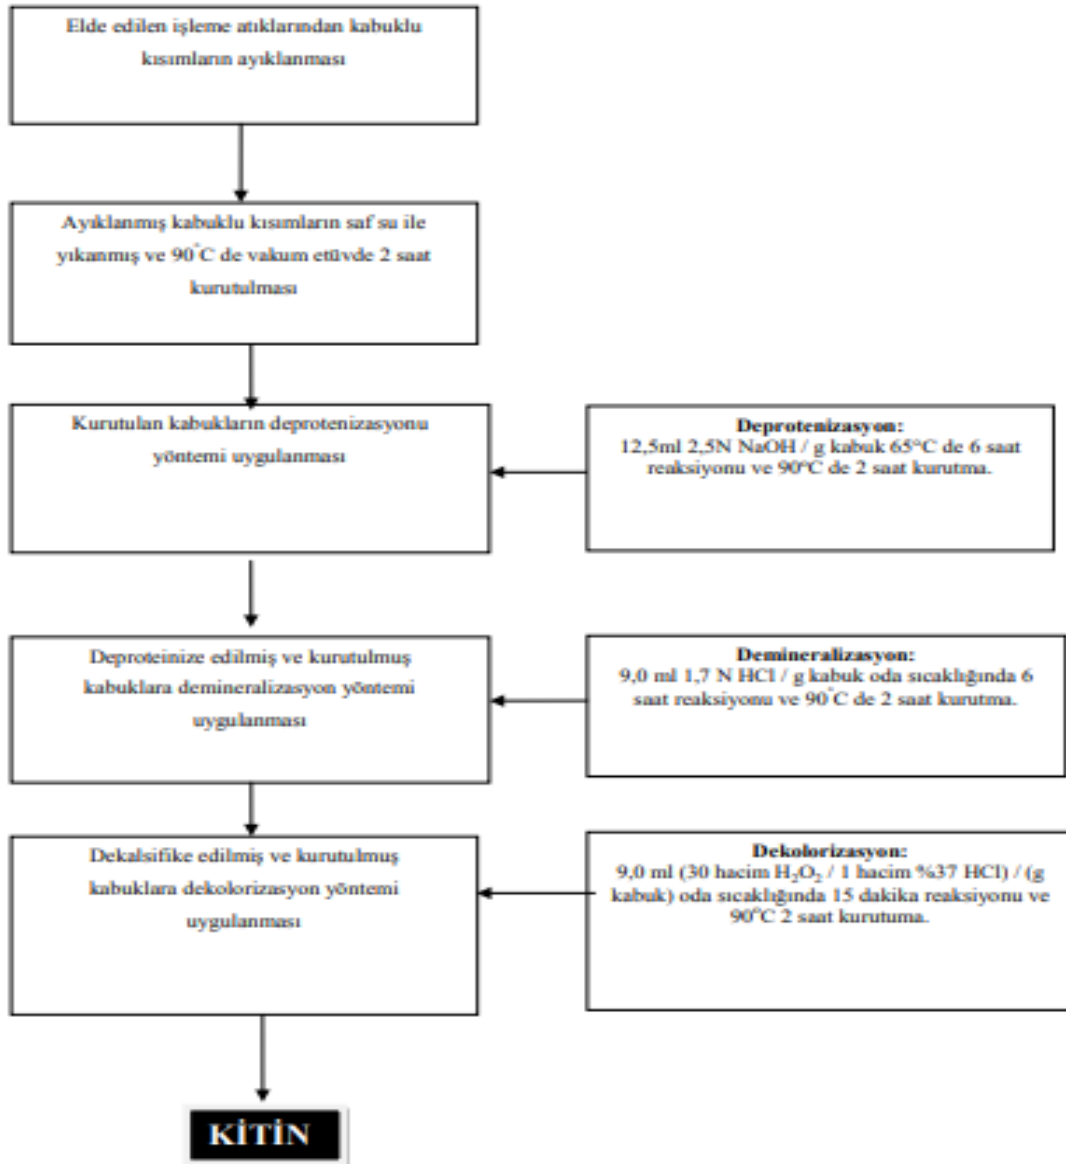 Elde edilen işleme atıklarından kabuklu
kısımların ayıklanması
Ayıklanmış kabuklu kısımların saf su ile
yıkanmış ve 90°C de vakum etüvde 2 saat
kurutulması
Kurutulan kabukların deprotenizasyonu
yöntemi uygulanması
Deprotenizasyon:
12,5ml 2,5N NaOH / g kabuk 65°C de 6 saat
reaksiyonu ve 90°C de 2 saat kurutma.
Deproteinize edilmiş ve kurutulmuş
kabuklara demineralizasyon yöntemi
uygulanması
Demineralizasyon:
9,0 ml 1,7 N HCl / g kabuk oda sıcaklığında 6
saat reaksiyonu ve 90°C de 2 saat kurutma.
Dekalsifike edilmiş ve kurutulmuş
kabuklara dekolorizasyon yöntemi
uygulanması
Dekolorizasyon:
9,0 ml (30 hacim H₂O₂ / 1 hacim %37 HCl) / (g
kabuk) oda sıcaklığında 15 dakika reaksiyonu ve
90°C 2 saat kurutuma.
KİTİN